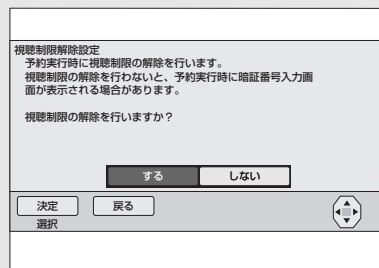 視聴制限解除設定
予約実行時に視聴制限の解除を行います。
視聴制限の解除を行わないと、予約実行時に暗証番号入力画
面が表示される場合があります。
視聴制限の解除を行いますか？
する しない
決定 戻る
選択